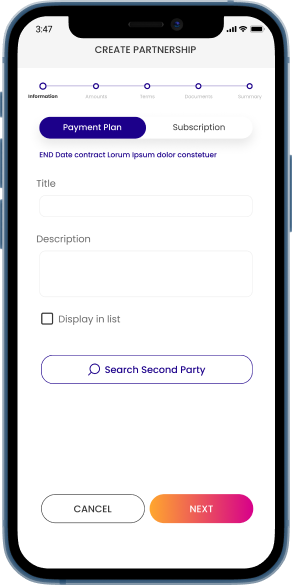 3:47
CREATE PARTNERSHIP
Information Amounts Terms Documents Summary
Payment Plan Subscription
END Date contract Lorum Ipsum dolor constetuer
Title
Description
Display in list
Search Second Party
CANCEL NEXT